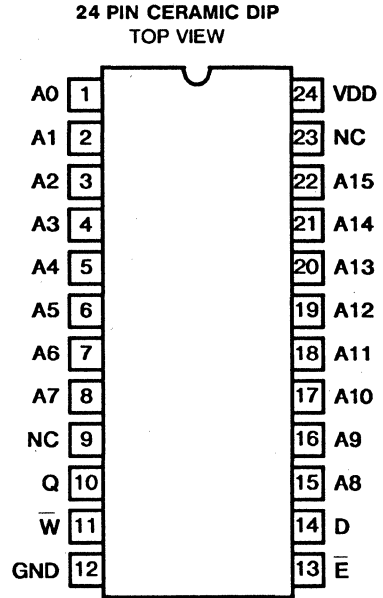 24 PIN CERAMIC DIP
TOP VIEW
A0 1 24 VDD
A1 2 23 NC
A2 3 22 A15
A3 4 21 A14
A4 5 20 A13
A5 6 19 A12
A6 7 18 A11
A7 8 17 A10
NC 9 16 A9
Q 10 15 A8
W̅ 11 14 D
GND 12 13 E̅